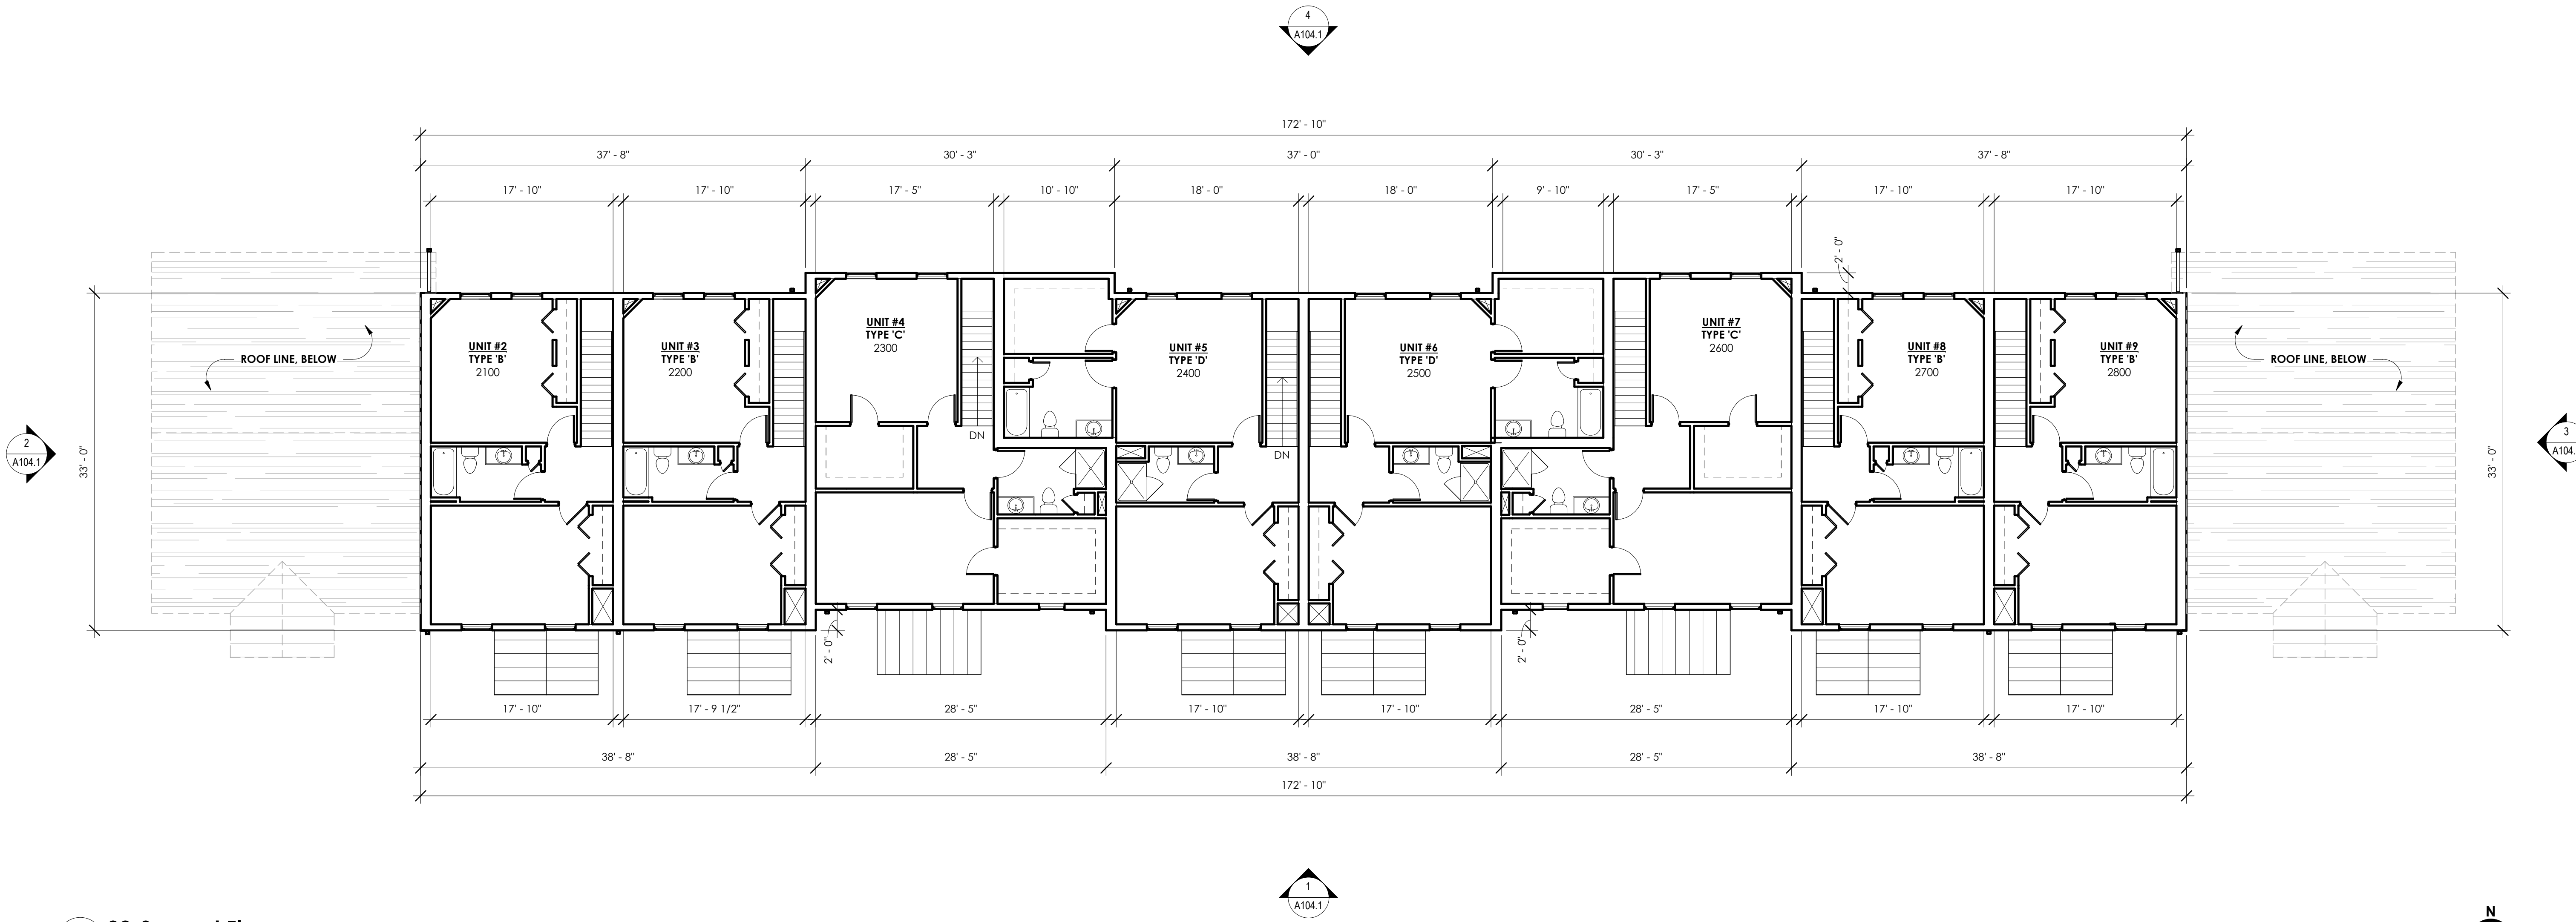 4
A104.1
172' - 10"
37' - 8"
30' - 3"
37' - 0"
30' - 3"
37' - 8"
17' - 10"
17' - 10"
17' - 5"
10' - 10"
18' - 0"
18' - 0"
9' - 10"
17' - 5"
17' - 10"
17' - 10"
2' - 0"
UNIT #2
TYPE 'B'
2100
UNIT #3
TYPE 'B'
2200
UNIT #4
TYPE 'C'
2300
UNIT #5
TYPE 'D'
2400
UNIT #6
TYPE 'D'
2500
UNIT #7
TYPE 'C'
2600
UNIT #8
TYPE 'B'
2700
UNIT #9
TYPE 'B'
2800
ROOF LINE, BELOW
ROOF LINE, BELOW
DN
DN
2
A104.1
33' - 0"
33' - 0"
3
A104.
2' - 0"
2' - 0"
17' - 10"
17' - 9 1/2"
28' - 5"
17' - 10"
17' - 10"
28' - 5"
17' - 10"
17' - 10"
38' - 8"
28' - 5"
38' - 8"
28' - 5"
38' - 8"
172' - 10"
1
A104.1
N